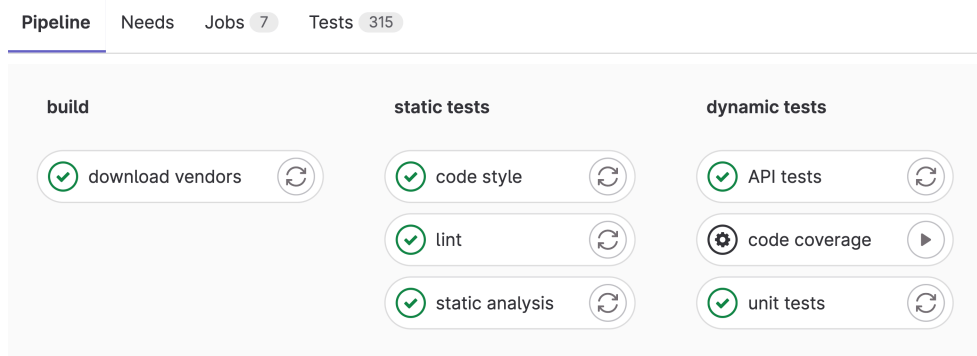 Pipeline Needs Jobs 7 Tests 315
build
download vendors
static tests
code style
lint
static analysis
dynamic tests
API tests
code coverage
unit tests